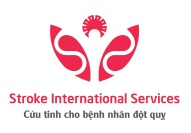 Stroke International Services
Cứu tinh cho bệnh nhân đột quỵ